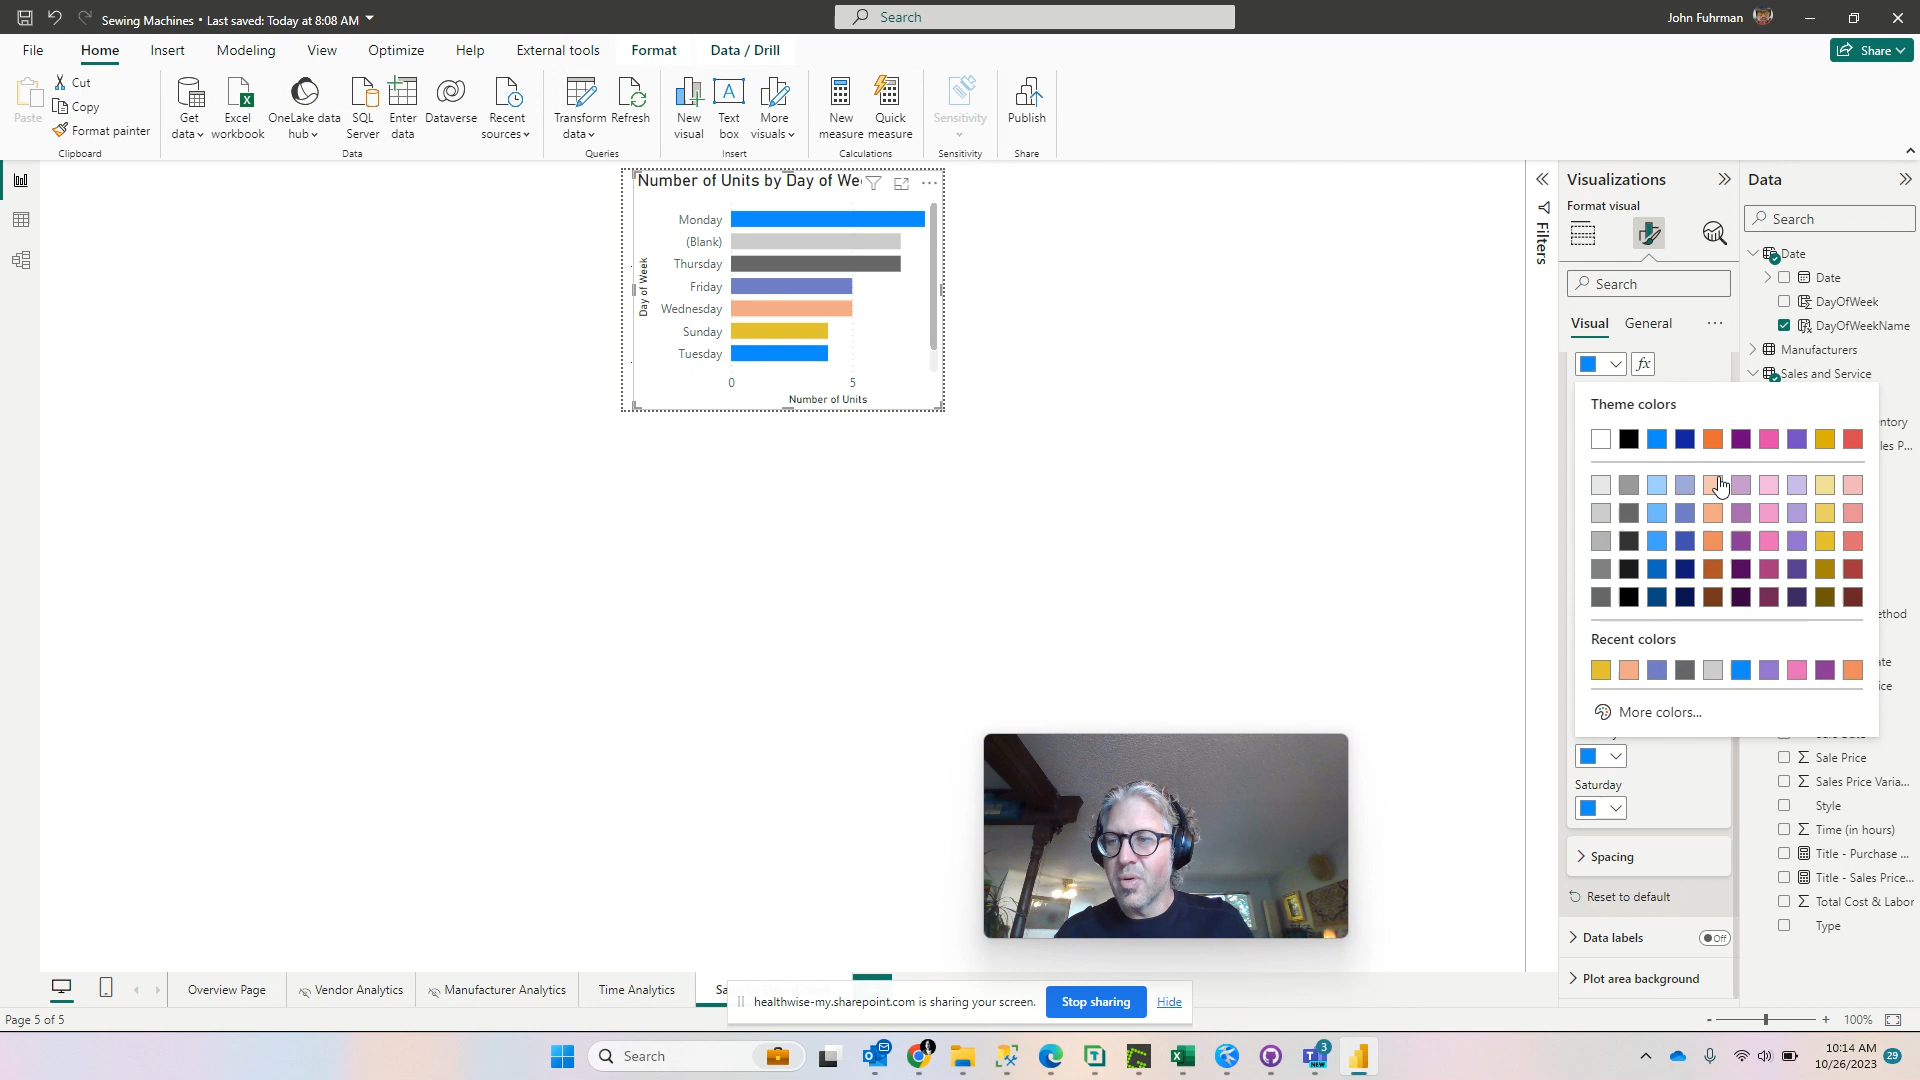 Sewing Machines • Last saved: Today at 8:08 AM
Search
John Fuhrman
File
Home
Insert
Modeling
View
Optimize
Help
External tools
Format
Data / Drill
Share
Paste
Cut
Copy
Format painter
Clipboard
Get data
Excel workbook
OneLake data hub
SQL Server
Enter data
Dataverse
Recent sources
Data
Transform data
Refresh
Queries
New visual
Text box
More visuals
Insert
New measure
Quick measure
Calculations
Sensitivity
Sensitivity
Publish
Share
Number of Units by Day of We
Day of Week
Monday
(Blank)
Thursday
Friday
Wednesday
Sunday
Tuesday
0
5
Number of Units
Filters
Visualizations
Format visual
Search
Visual
General
fx
Theme colors
Recent colors
More colors...
Saturday
Spacing
Reset to default
Data labels
Off
Plot area background
Data
Search
Date
Date
DayOfWeek
DayOfWeekName
Manufacturers
Sales and Service
ntory
les P...
ethod
ate
ice
Sale Price
Sales Price Varia...
Style
Time (in hours)
Title - Purchase ...
Title - Sales Price...
Total Cost & Labor
Type
Overview Page
Vendor Analytics
Manufacturer Analytics
Time Analytics
healthwise-my.sharepoint.com is sharing your screen.
Stop sharing
Hide
Page 5 of 5
- + 100%
Search
3
NEW
10:14 AM
10/26/2023
29